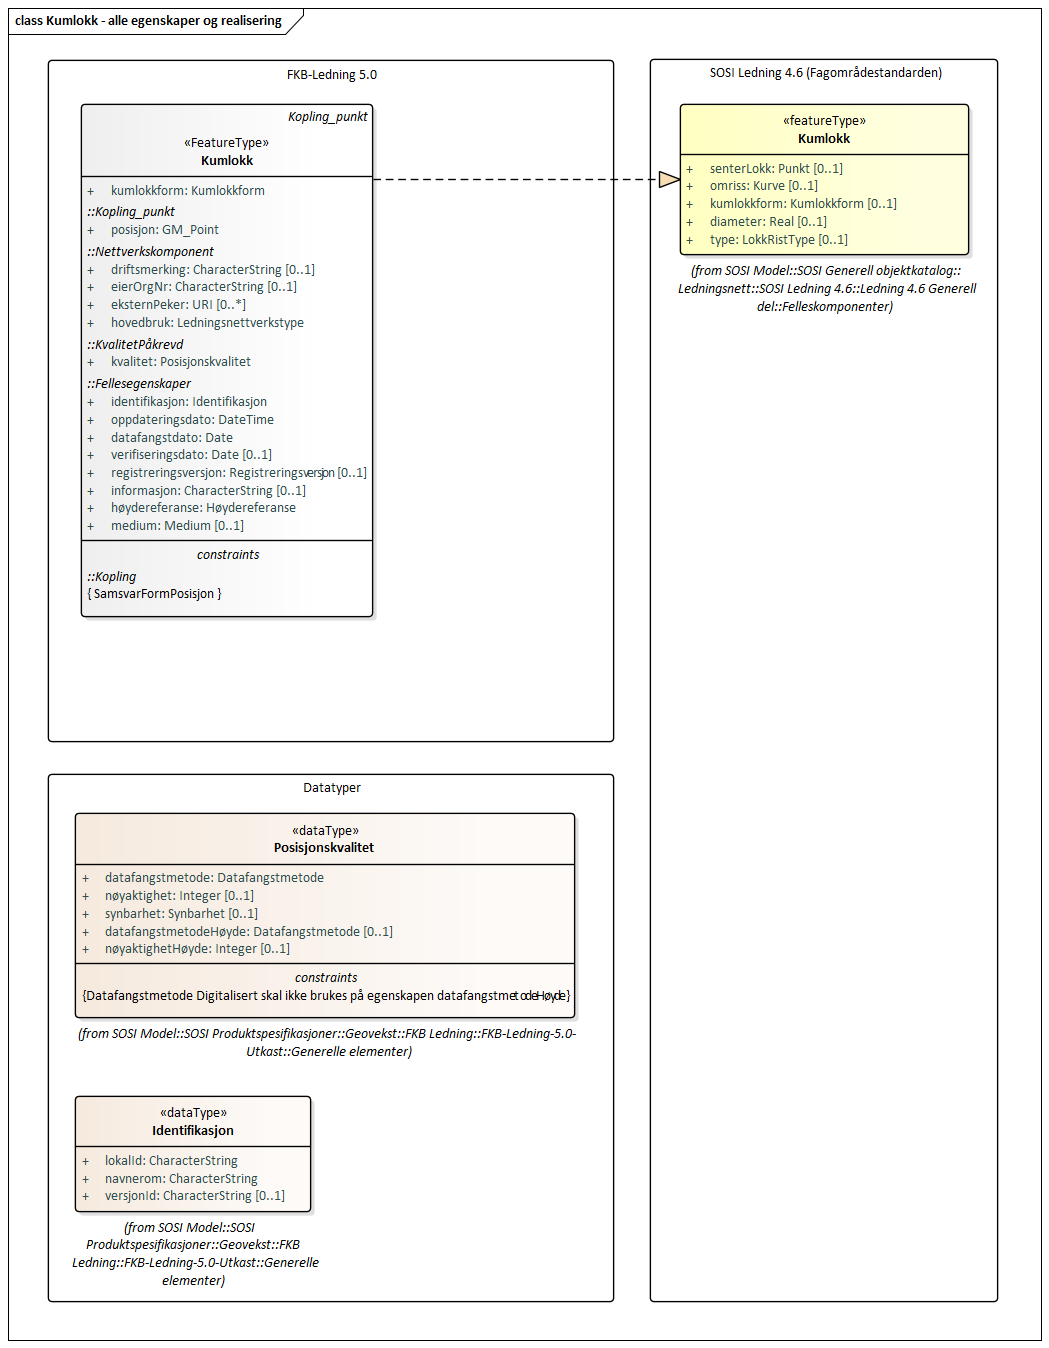 class Kumlokk - alle egenskaper og realisering
FKB-Ledning 5.0
Kopling_punkt
«FeatureType»
Kumlokk
+ kumlokkform: Kumlokkform
::Kopling_punkt
+ posisjon: GM_Point
::Nettverkskomponent
+ driftsmerking: CharacterString [0..1]
+ eierOrgNr: CharacterString [0..1]
+ eksternPeker: URI [0..*]
+ hovedbruk: Ledningsnettverkstype
::KvalitetPåkrevd
+ kvalitet: Posisjonskvalitet
::Fellesegenskaper
+ identifikasjon: Identifikasjon
+ oppdateringsdato: DateTime
+ datafangstdato: Date
+ verifiseringsdato: Date [0..1]
+ registreringsversjon: Registreringsversjon [0..1]
+ informasjon: CharacterString [0..1]
+ høydereferanse: Høydereferanse
+ medium: Medium [0..1]
constraints
::Kopling
{ SamsvarFormPosisjon }
SOSI Ledning 4.6 (Fagområdestandarden)
«featureType»
Kumlokk
+ senterLokk: Punkt [0..1]
+ omriss: Kurve [0..1]
+ kumlokkform: Kumlokkform [0..1]
+ diameter: Real [0..1]
+ type: LokkRistType [0..1]
(from SOSI Model::SOSI Generell objektkatalog::
Ledningsnett::SOSI Ledning 4.6::Ledning 4.6 Generell
del::Felleskomponenter)
Datatyper
«dataType»
Posisjonskvalitet
+ datafangstmetode: Datafangstmetode
+ nøyaktighet: Integer [0..1]
+ synbarhet: Synbarhet [0..1]
+ datafangstmetodeHøyde: Datafangstmetode [0..1]
+ nøyaktighetHøyde: Integer [0..1]
constraints
{Datafangstmetode Digitalisert skal ikke brukes på egenskapen datafangstmetodeHøyde}
(from SOSI Model::SOSI Produktspesifikasjoner::Geovekst::FKB Ledning::FKB-Ledning-5.0-
Utkast::Generelle elementer)
«dataType»
Identifikasjon
+ lokalId: CharacterString
+ navnerom: CharacterString
+ versjonId: CharacterString [0..1]
(from SOSI Model::SOSI
Produktspesifikasjoner::Geovekst::FKB
Ledning::FKB-Ledning-5.0-Utkast::Generelle
elementer)